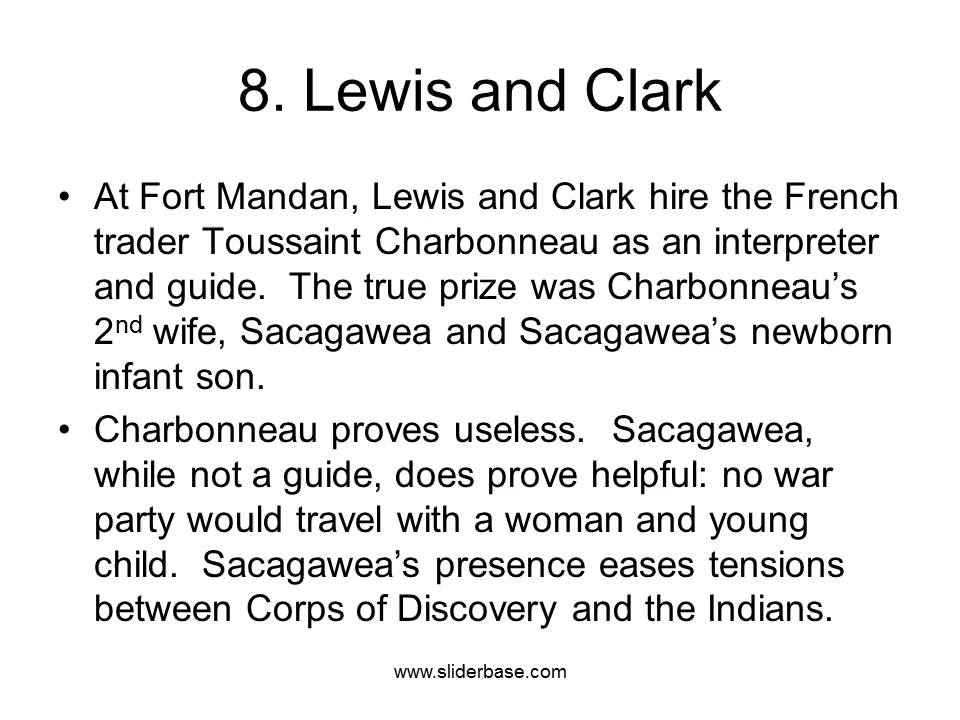 8. Lewis and Clark
• At Fort Mandan, Lewis and Clark hire the French
trader Toussaint Charbonneau as an interpreter
and guide.  The true prize was Charbonneau’s
2nd wife, Sacagawea and Sacagawea’s newborn
infant son.
• Charbonneau proves useless.  Sacagawea,
while not a guide, does prove helpful: no war
party would travel with a woman and young
child.  Sacagawea’s presence eases tensions
between Corps of Discovery and the Indians.
www.sliderbase.com